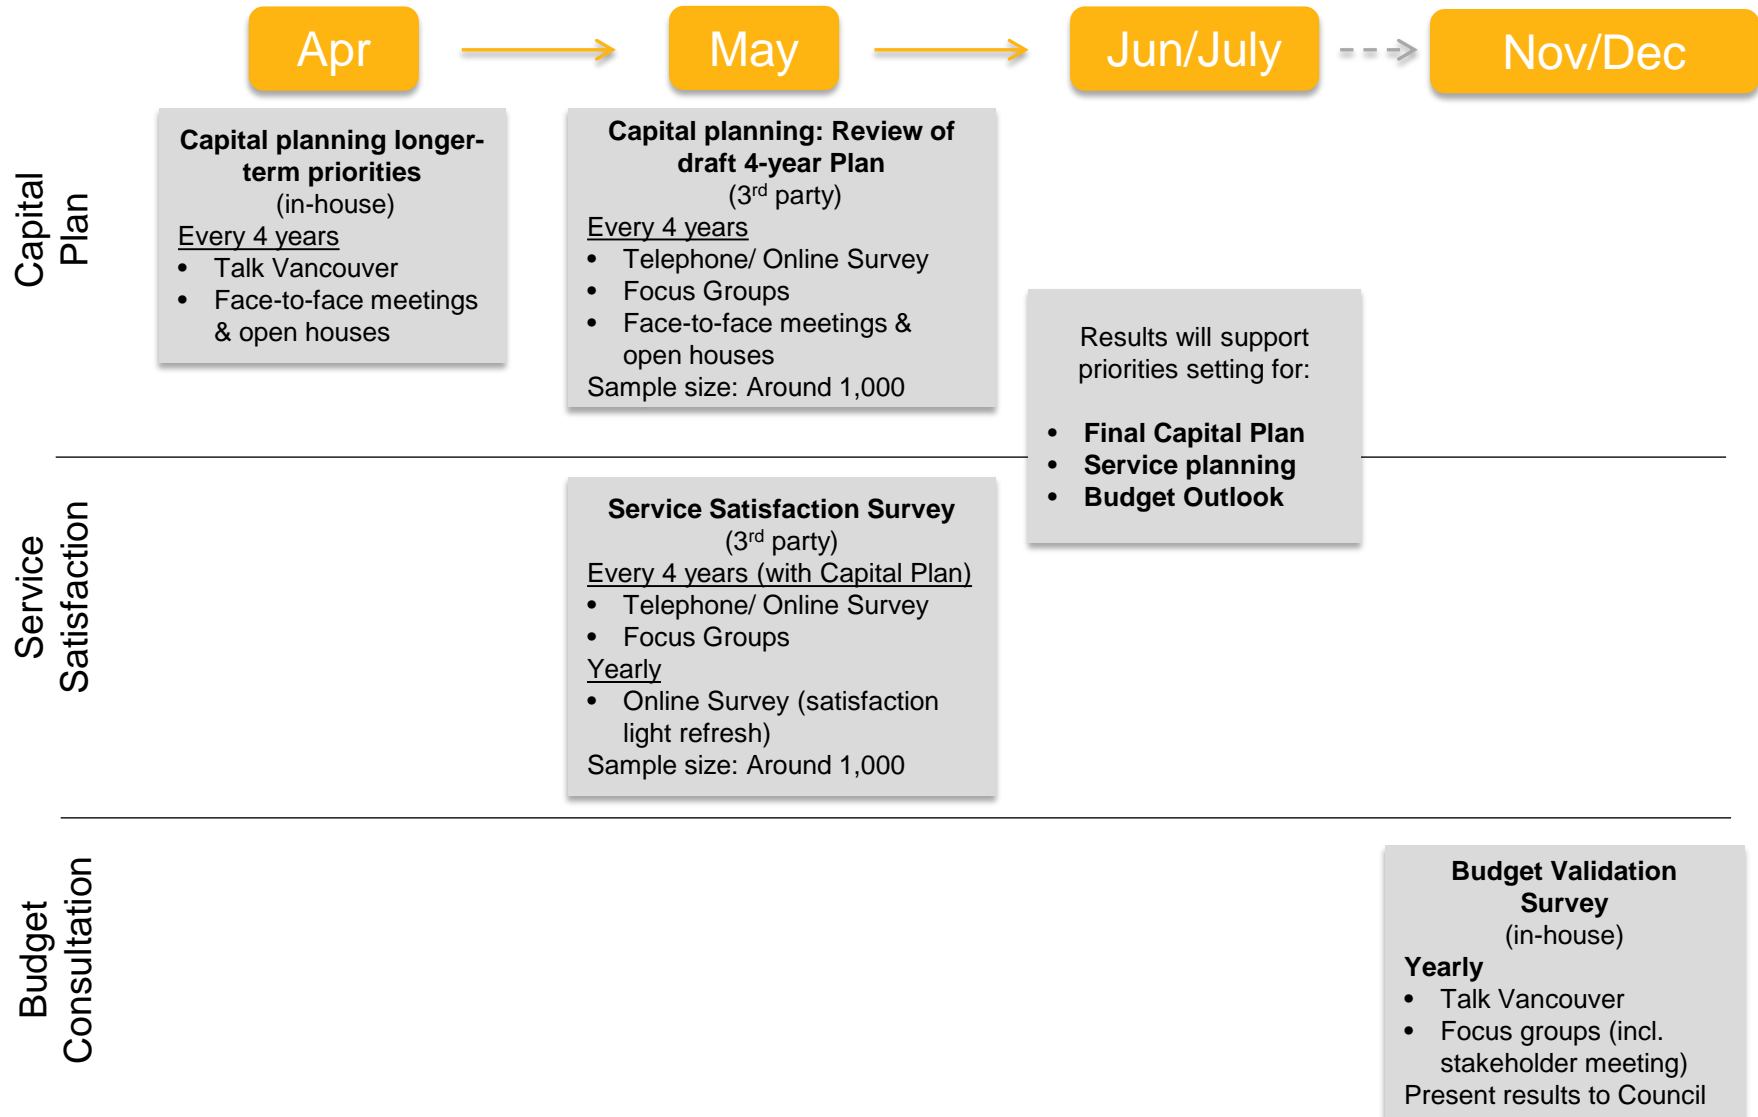 Apr
May
Jun/July
Nov/Dec
Capital
Plan
Capital planning longer-
term priorities
(in-house)
Every 4 years
• Talk Vancouver
• Face-to-face meetings
& open houses
Capital planning: Review of
draft 4-year Plan
(3rd party)
Every 4 years
• Telephone/ Online Survey
• Focus Groups
• Face-to-face meetings &
open houses
Sample size: Around 1,000
Results will support
priorities setting for:
• Final Capital Plan
• Service planning
• Budget Outlook
Service
Satisfaction
Service Satisfaction Survey
(3rd party)
Every 4 years (with Capital Plan)
• Telephone/ Online Survey
• Focus Groups
Yearly
• Online Survey (satisfaction
light refresh)
Sample size: Around 1,000
Budget
Consultation
Budget Validation
Survey
(in-house)
Yearly
• Talk Vancouver
• Focus groups (incl.
stakeholder meeting)
Present results to Council